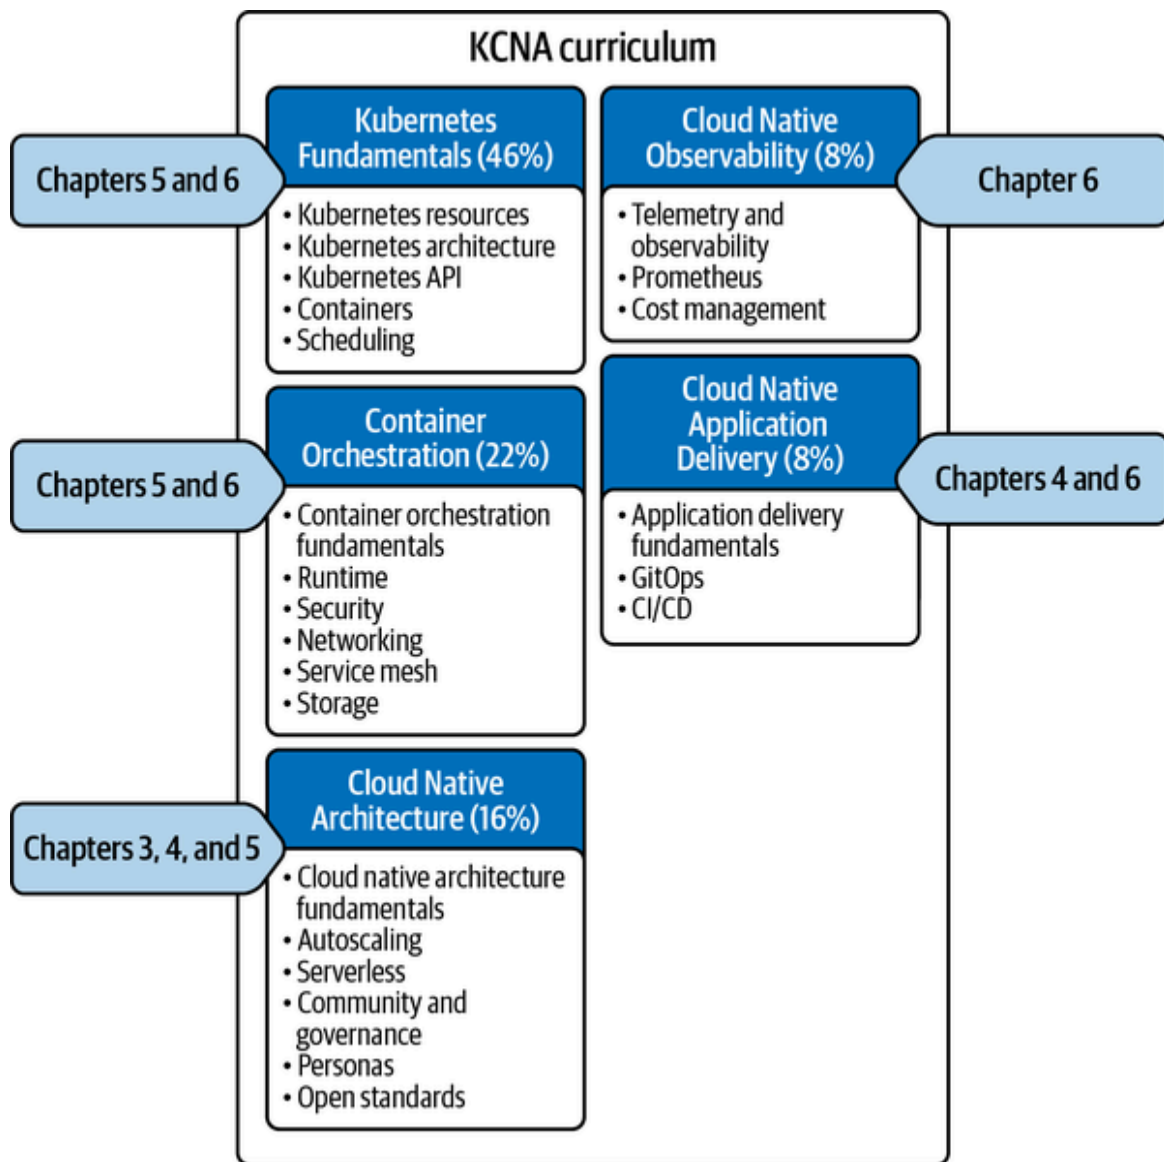 KCNA curriculum
Chapters 5 and 6
Kubernetes
Fundamentals (46%)
• Kubernetes resources
• Kubernetes architecture
• Kubernetes API
• Containers
• Scheduling
Chapters 5 and 6
Container
Orchestration (22%)
• Container orchestration
fundamentals
• Runtime
• Security
• Networking
• Service mesh
• Storage
Chapters 3, 4, and 5
Cloud Native
Architecture (16%)
• Cloud native architecture
fundamentals
• Autoscaling
• Serverless
• Community and
governance
• Personas
• Open standards
Cloud Native
Observability (8%)
Chapter 6
• Telemetry and
observability
• Prometheus
• Cost management
Cloud Native
Application
Delivery (8%)
Chapters 4 and 6
• Application delivery
fundamentals
• GitOps
• CI/CD